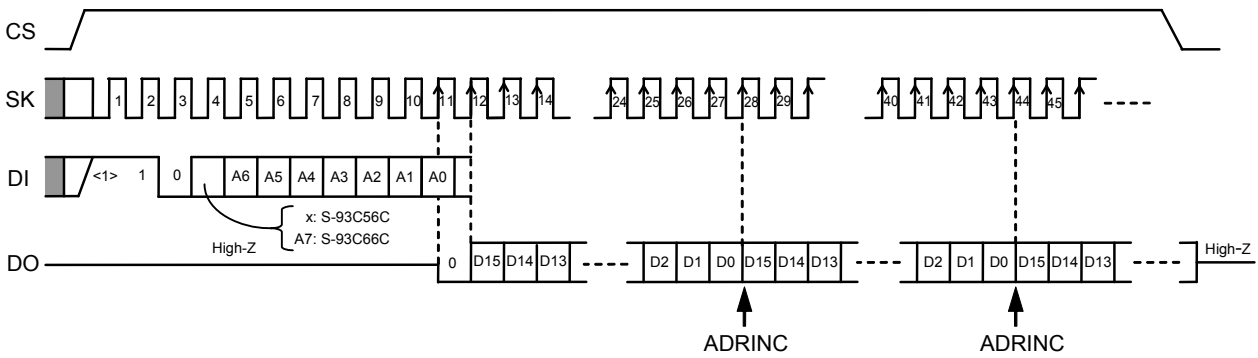 CS
SK 1 2 3 4 5 6 7 8 9 10 11 12 13 14 24 25 26 27 28 29 40 41 42 43 44 45
DI <1> 1 0 A6 A5 A4 A3 A2 A1 A0
x: S-93C56C
A7: S-93C66C
High-Z
High-Z
DO 0 D15 D14 D13 D2 D1 D0 D15 D14 D13 D2 D1 D0 D15 D14 D13
ADRINC ADRINC